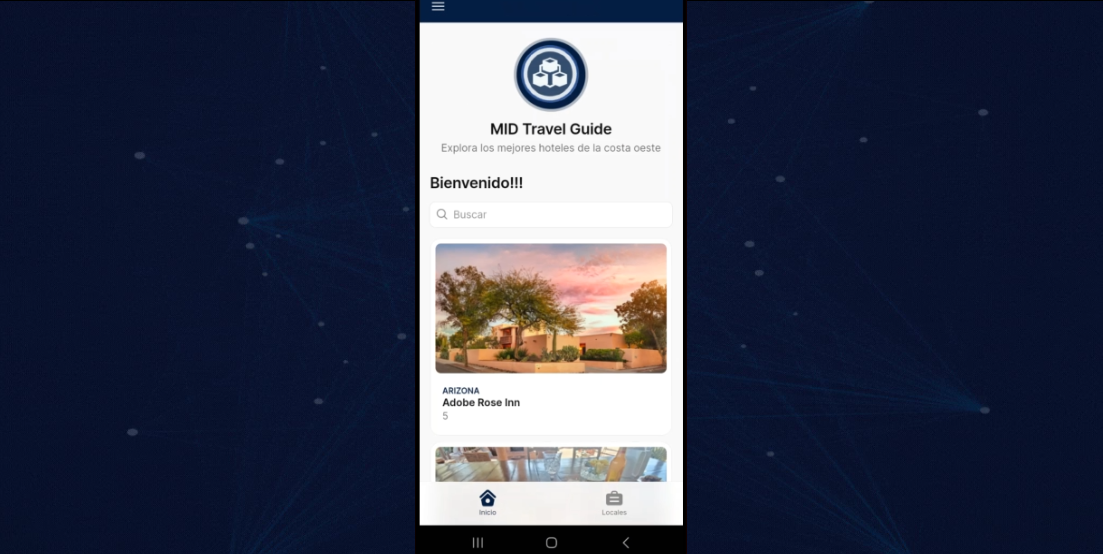 MID Travel Guide
Explora los mejores hoteles de la costa oeste
Bienvenido!!!
Buscar
ARIZONA
Adobe Rose Inn
5
Inicio
Locales